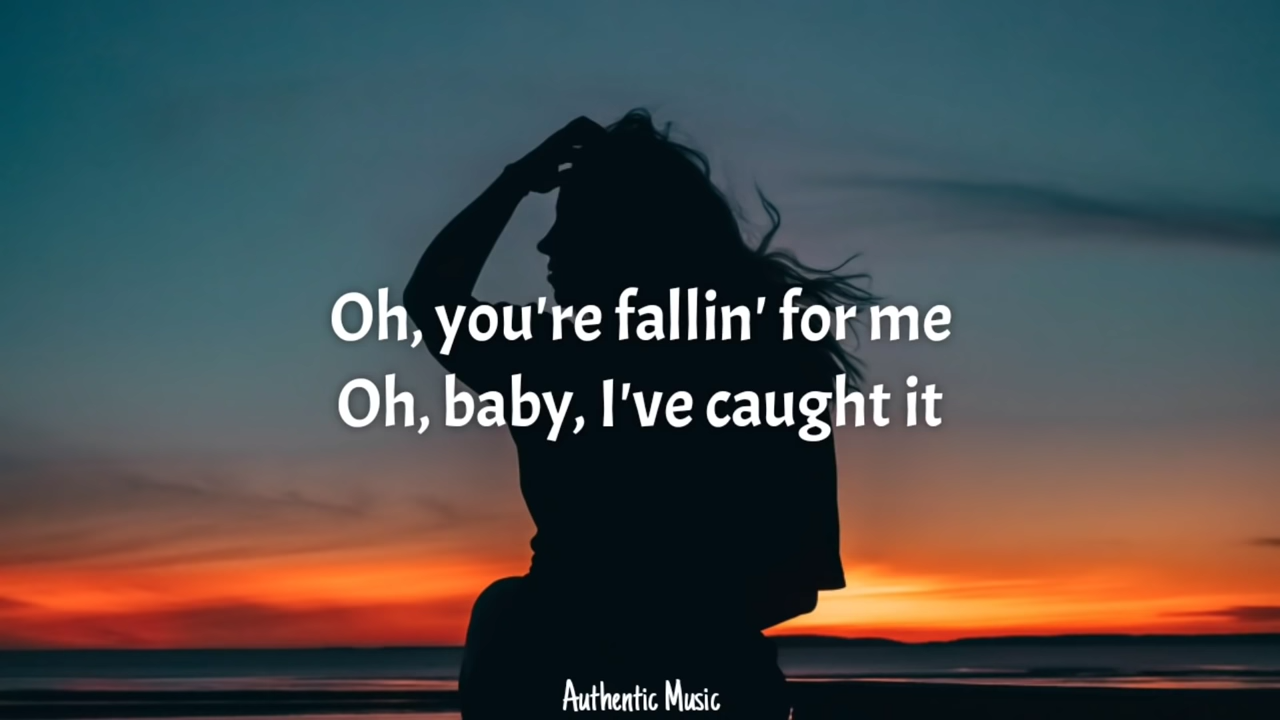 Oh, you're fallin' for me
Oh, baby, I've caught it
Authentic Music